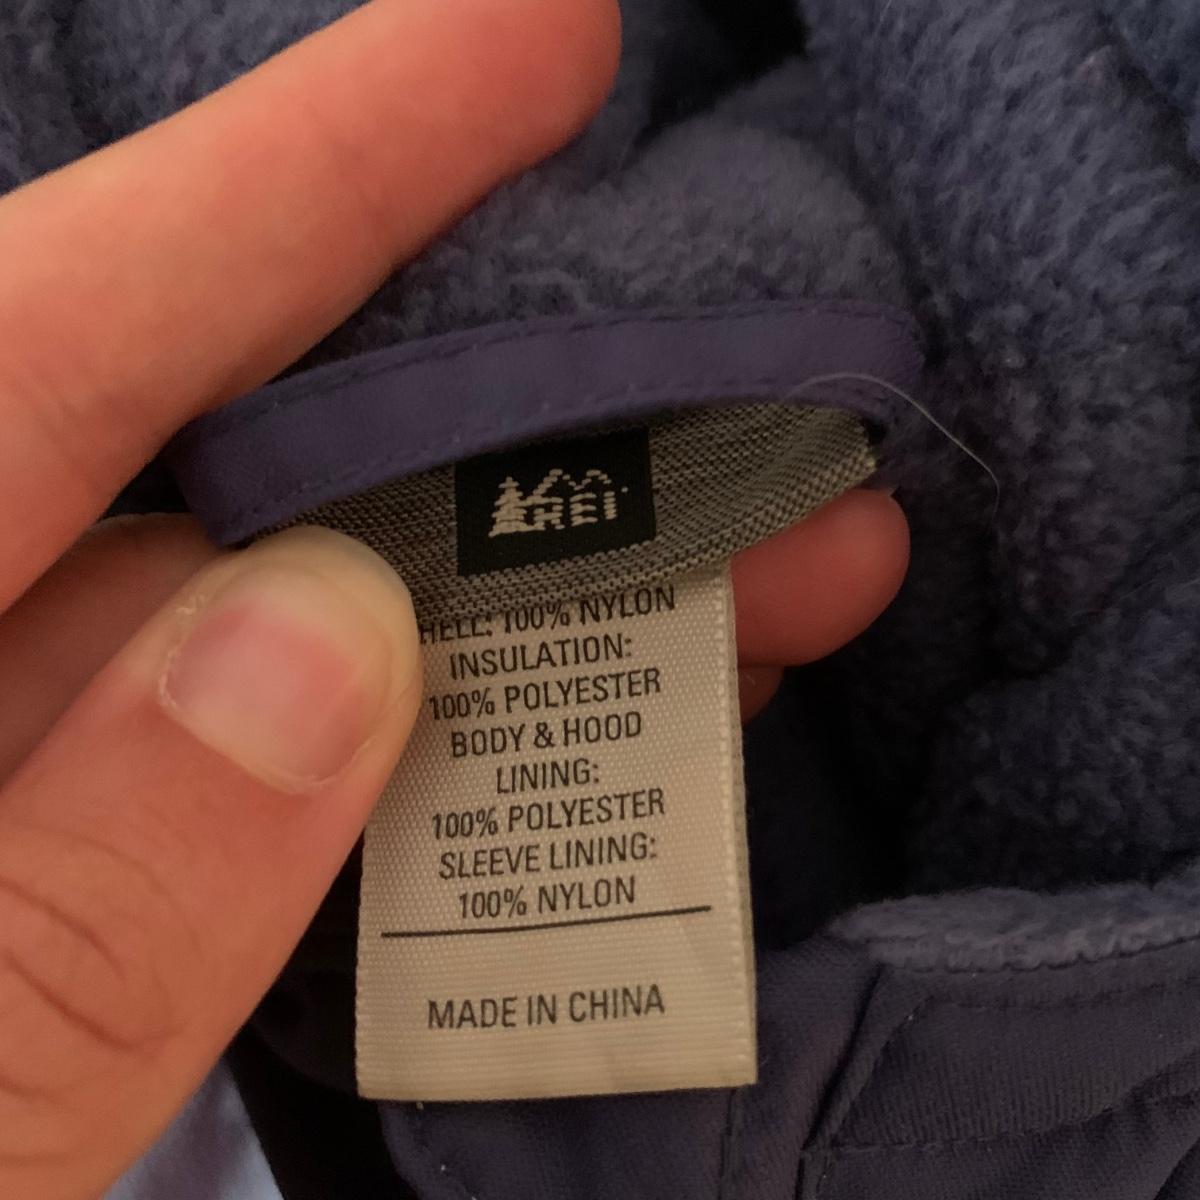 REI
HELL: 100% NYLON
INSULATION:
100% POLYESTER
BODY & HOOD
LINING:
100% POLYESTER
SLEEVE LINING:
100% NYLON
MADE IN CHINA